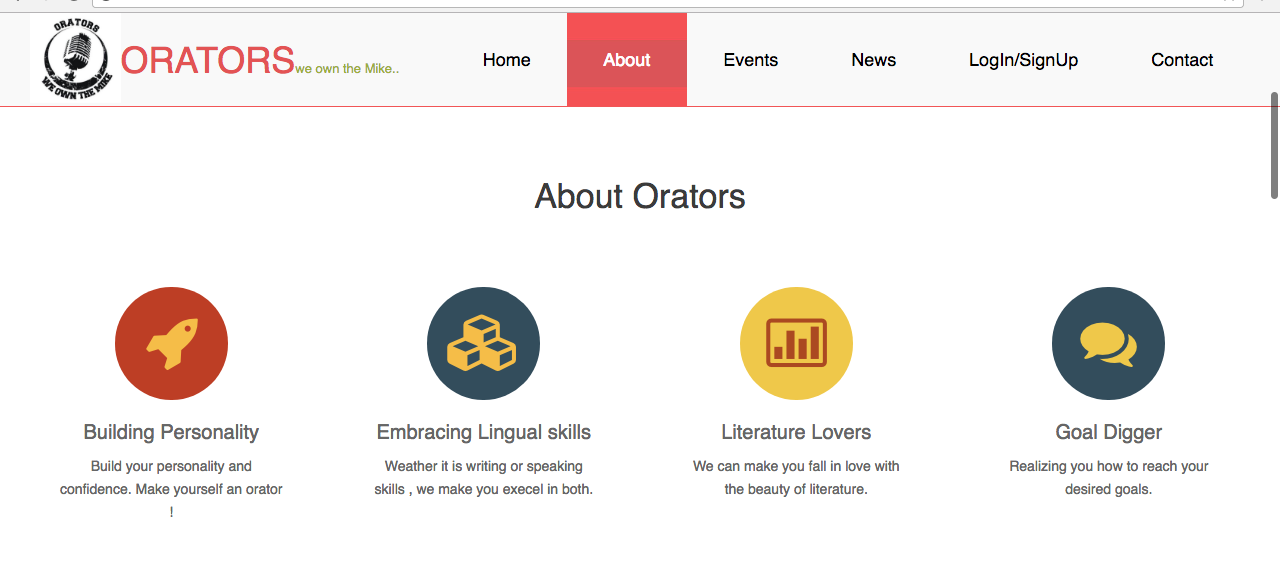 ORATORS
WE OWN THE MIKE
ORATORS we own the Mike..
Home
About
Events
News
LogIn/SignUp
Contact
About Orators
Building Personality
Build your personality and
confidence. Make yourself an orator
!
Embracing Lingual skills
Weather it is writing or speaking
skills , we make you execel in both.
Literature Lovers
We can make you fall in love with
the beauty of literature.
Goal Digger
Realizing you how to reach your
desired goals.